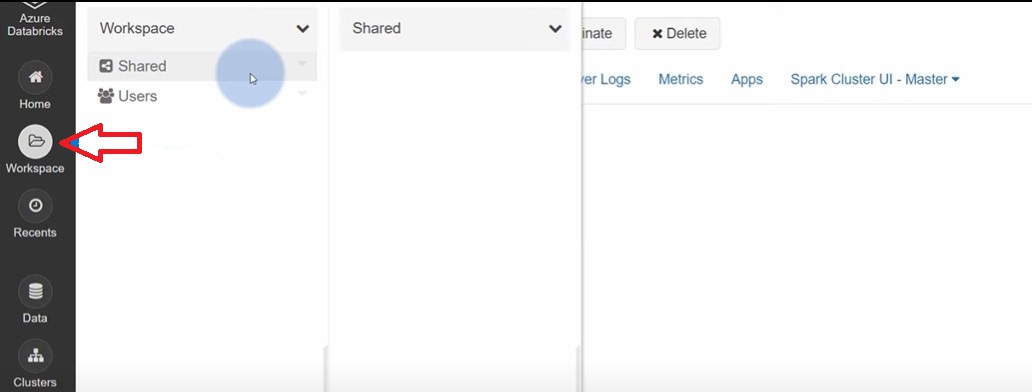 Azure
Databricks
Home
Workspace
Recents
Data
Clusters
Workspace
Shared
Users
Shared
inate
Delete
er Logs
Metrics
Apps
Spark Cluster UI - Master